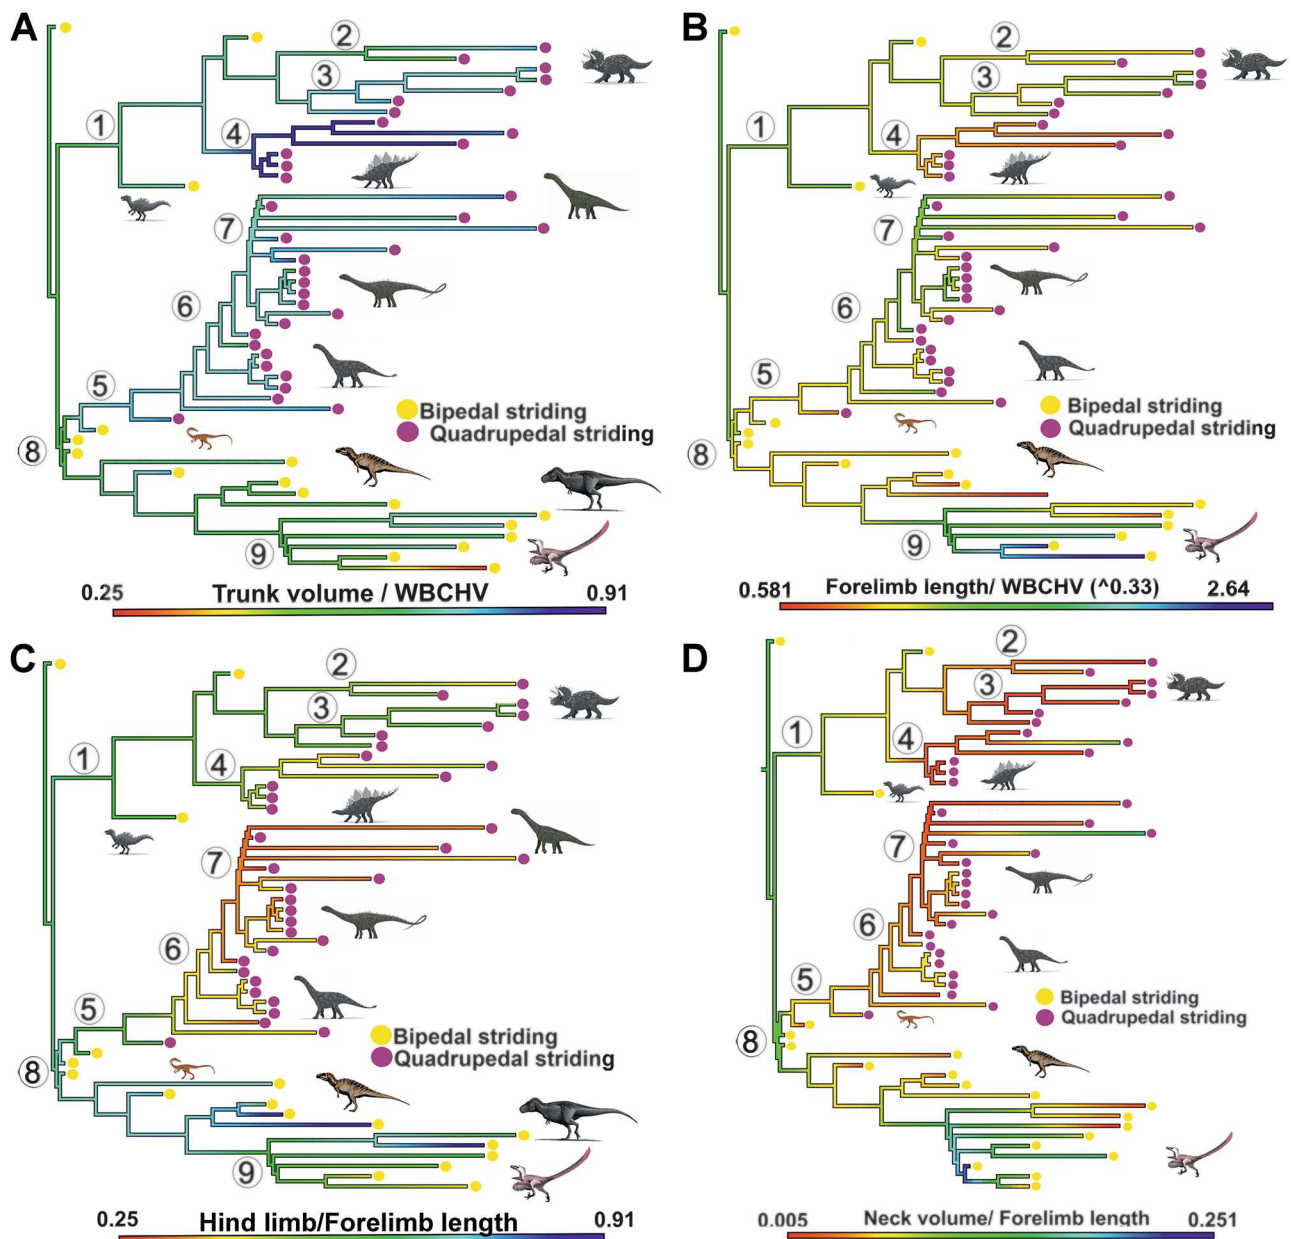 A
1
2
3
4
5
6
7
8
9
Bipedal striding
Quadrupedal striding
0.25 Trunk volume / WBCHV 0.91
B
1
2
3
4
5
6
7
8
9
Bipedal striding
Quadrupedal striding
0.581 Forelimb length/ WBCHV (^0.33) 2.64
C
1
2
3
4
5
6
7
8
9
Bipedal striding
Quadrupedal striding
0.25 Hind limb/Forelimb length 0.91
D
1
2
3
4
5
6
7
8
Bipedal striding
Quadrupedal striding
0.005 Neck volume/ Forelimb length 0.251